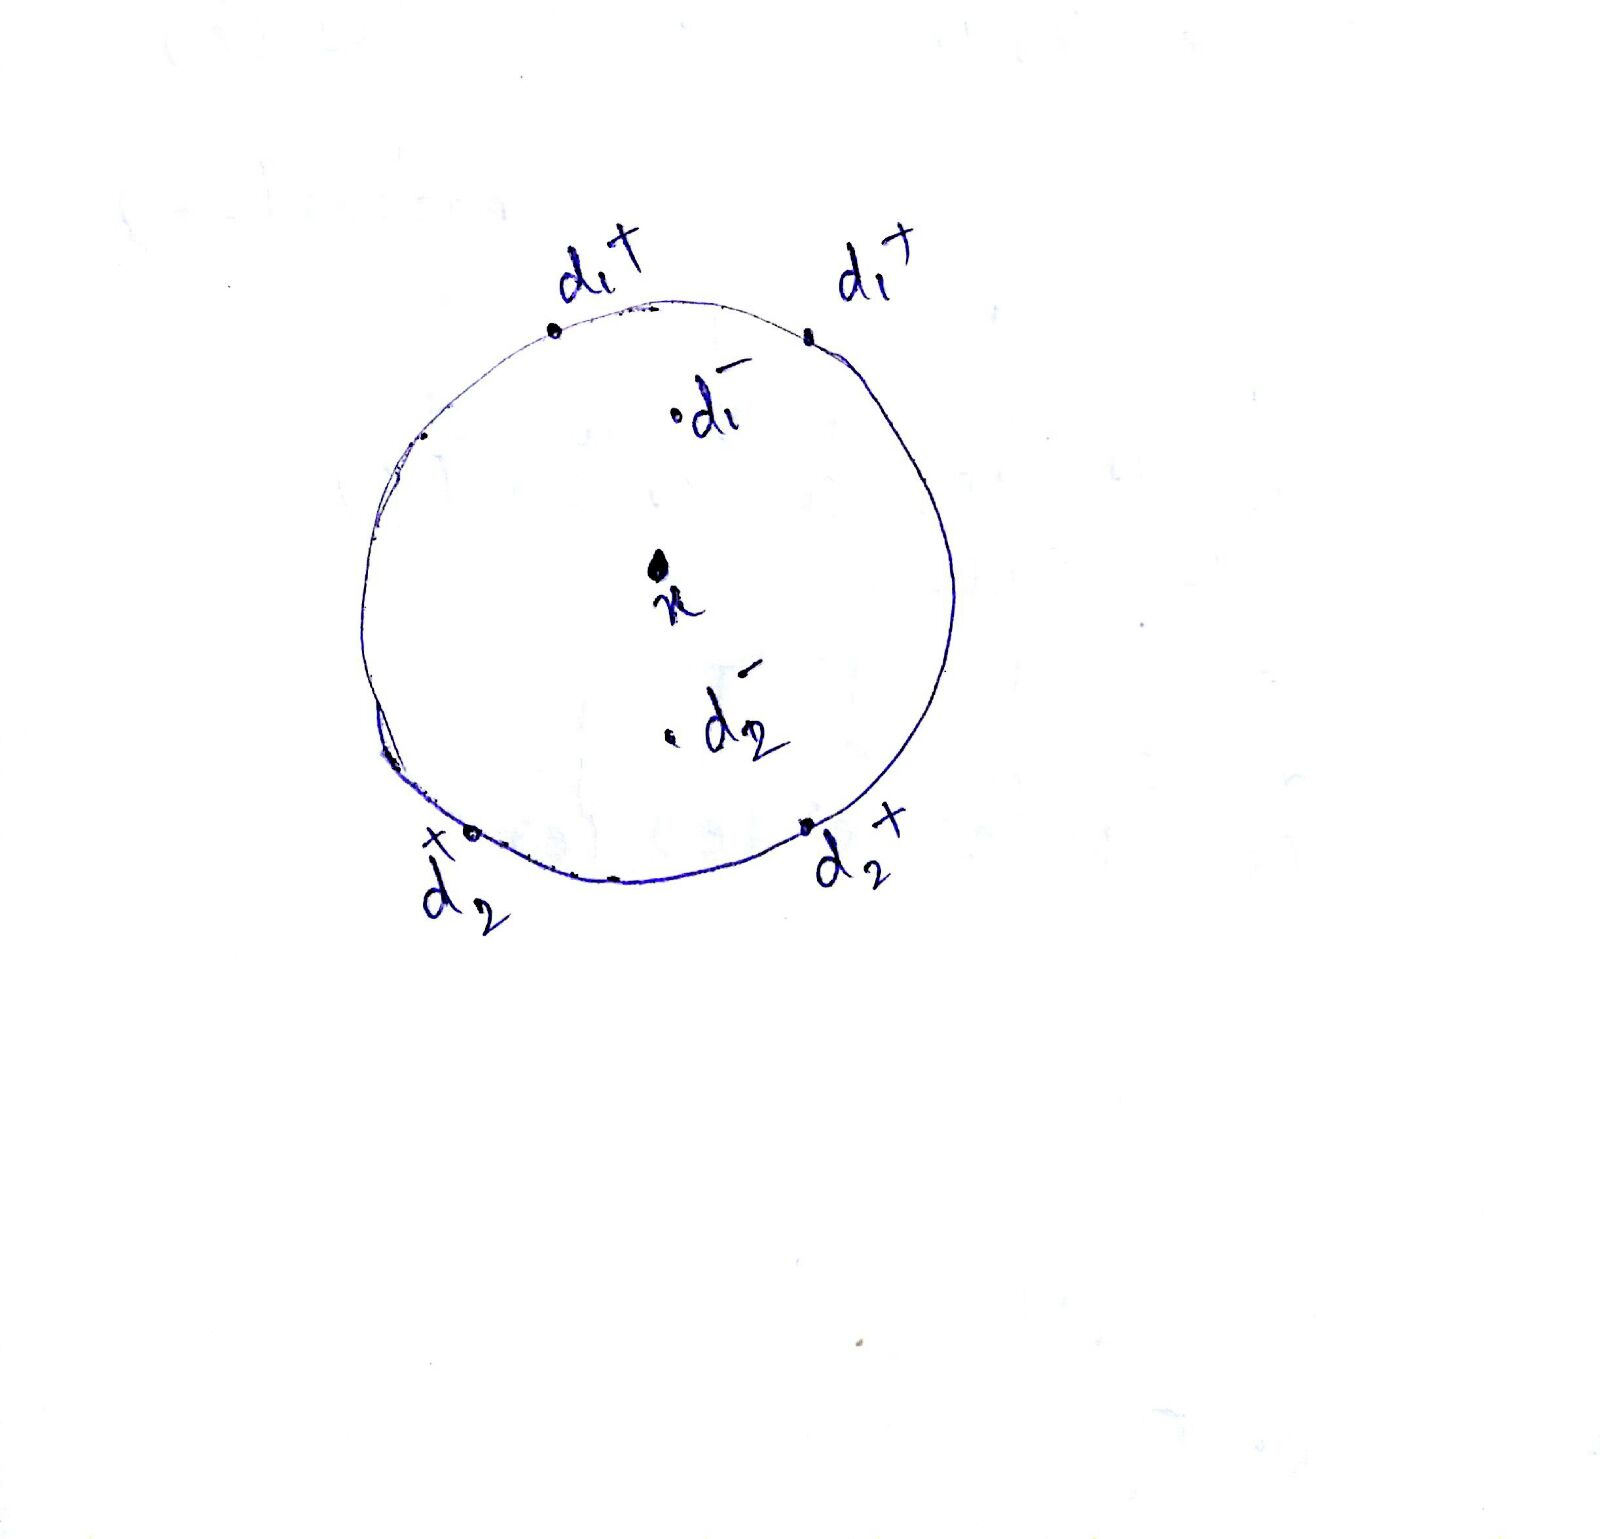 d₁⁺ d₁⁺
d₁⁻
x
d₂⁻
d₂⁺ d₂⁺